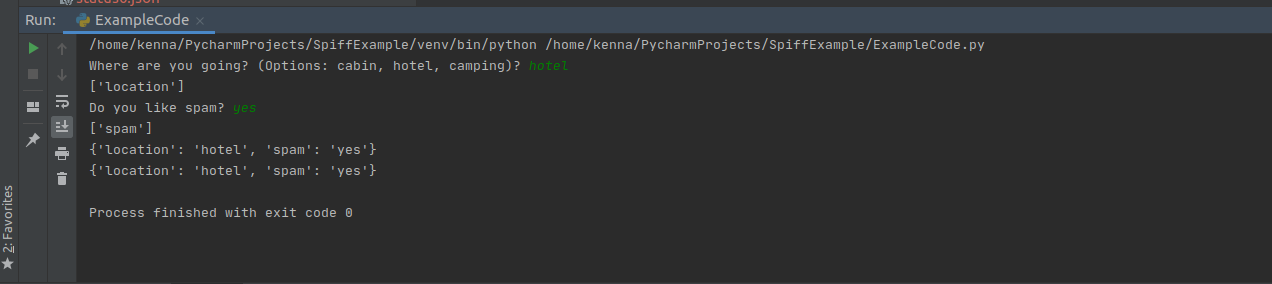 Run: ExampleCode ×
/home/kenna/PycharmProjects/SpiffExample/venv/bin/python /home/kenna/PycharmProjects/SpiffExample/ExampleCode.py
Where are you going? (Options: cabin, hotel, camping)? hotel
['location']
Do you like spam? yes
['spam']
{'location': 'hotel', 'spam': 'yes'}
{'location': 'hotel', 'spam': 'yes'}
Process finished with exit code 0
2: Favorites